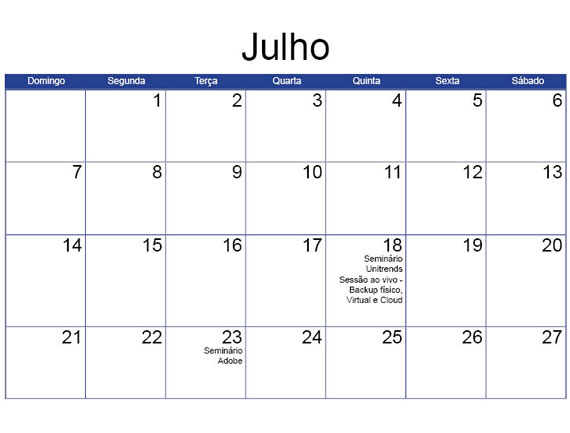 Julho
Domingo Segunda Terça Quarta Quinta Sexta Sábado
1 2 3 4 5 6
7 8 9 10 11 12 13
14 15 16 17 18 19 20
Seminário
Unitrends
Sessão ao vivo -
Backup físico,
Virtual e Cloud
21 22 23 24 25 26 27
Seminário
Adobe